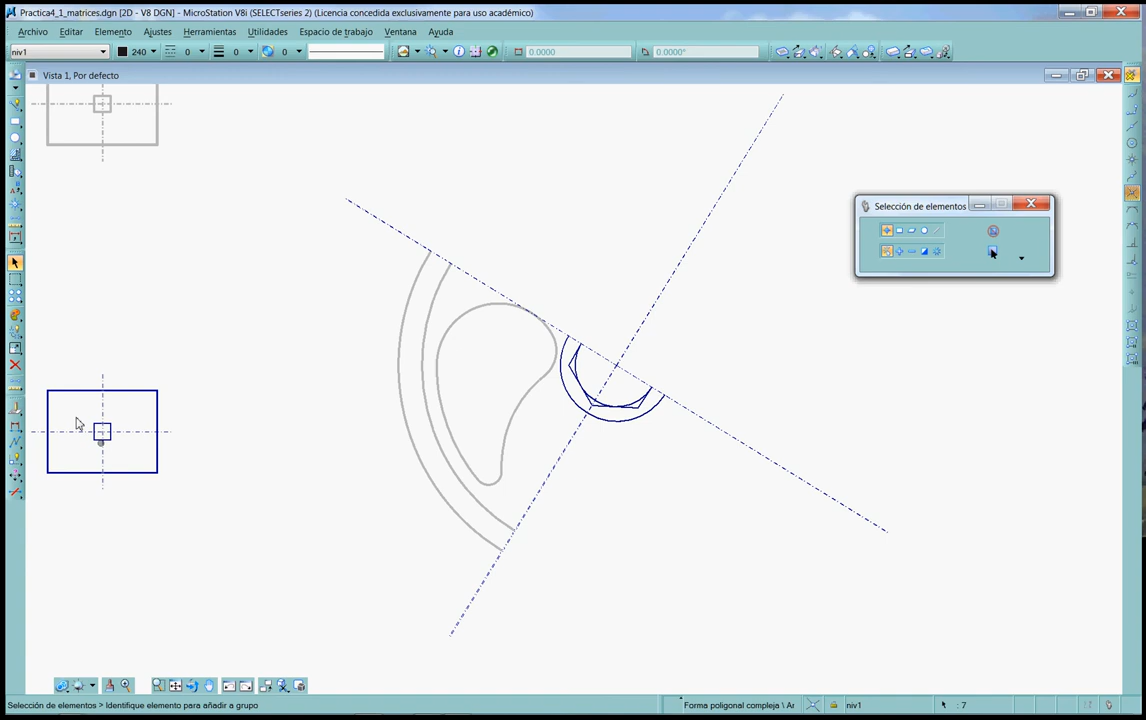 Practica4_1_matrices.dgn [2D - V8 DGN] - MicroStation V8i (SELECTseries 2) (Licencia concedida exclusivamente para uso académico)
Archivo Editar Elemento Ajustes Herramientas Utilidades Espacio de trabajo Ventana Ayuda
niv1 240 0 0 0 0.0000 0.0000°
Vista 1, Por defecto
Selección de elementos
Selección de elementos > Identifique elemento para añadir a grupo
Forma poligonal compleja \ Ar
niv1
: 7